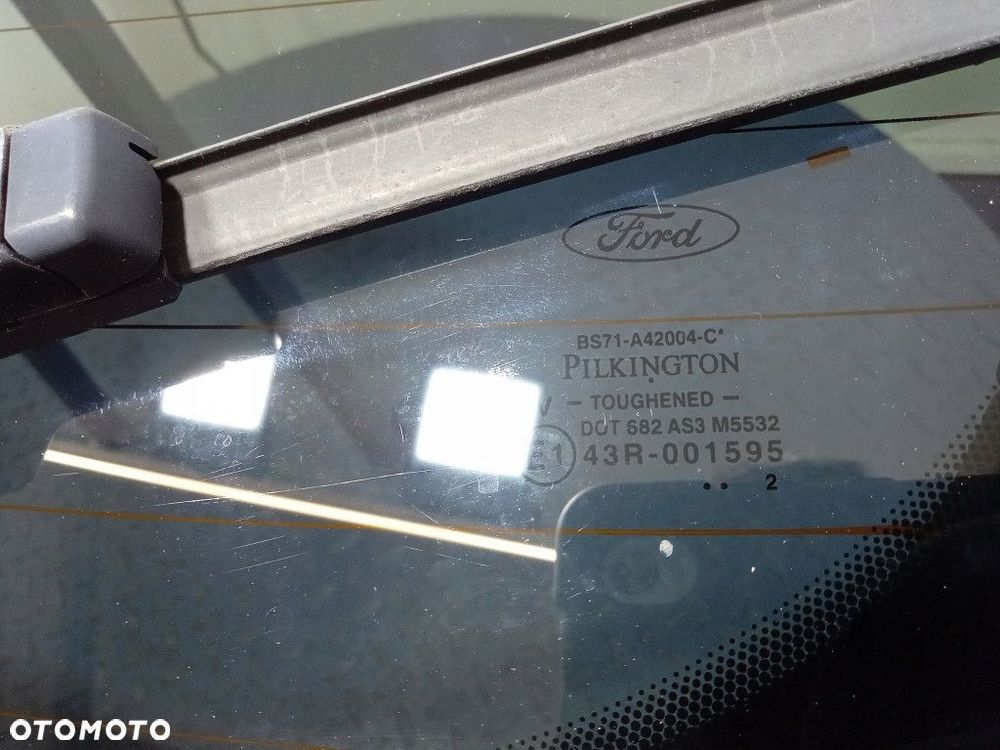 Ford
BS71-A42004-C*
PILKINGTON
V — TOUGHENED —
DOT 682 AS3 M5532
E1 43R-001595
.. 2
OTOMOTO